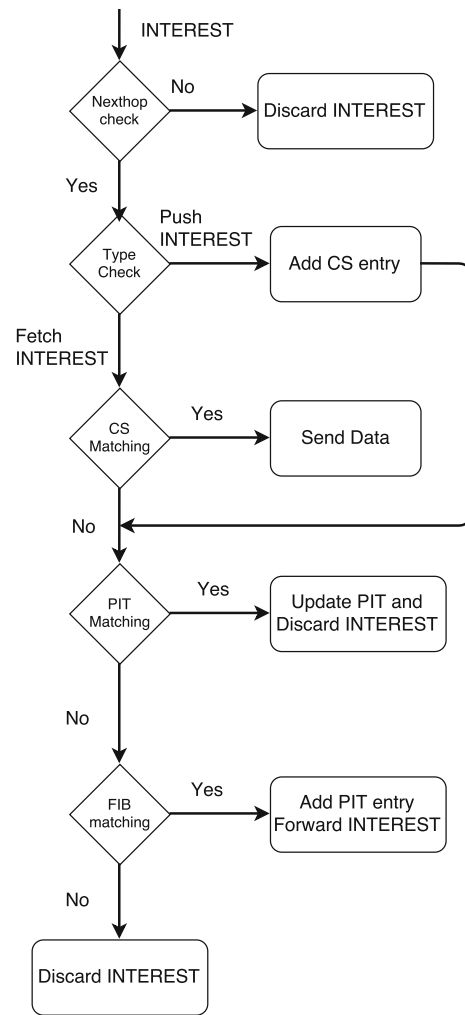 INTEREST
Nexthop
check
No
Discard INTEREST
Yes
Type
Check
Push
INTEREST
Add CS entry
Fetch
INTEREST
CS
Matching
Yes
Send Data
No
PIT
Matching
Yes
Update PIT and
Discard INTEREST
No
FIB
matching
Yes
Add PIT entry
Forward INTEREST
No
Discard INTEREST